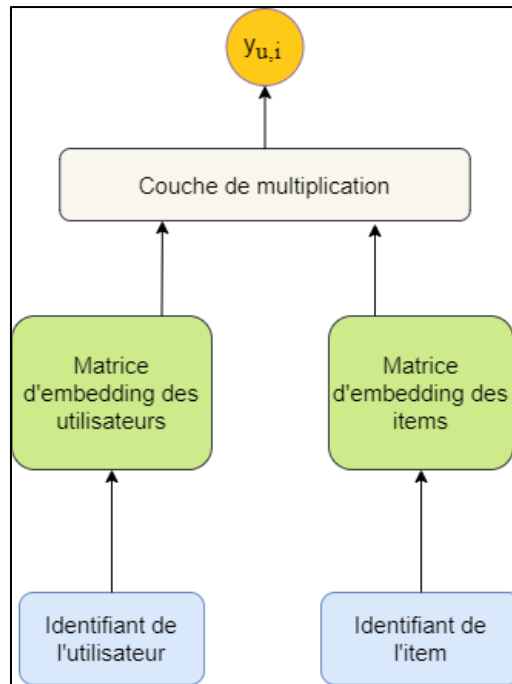 yu,i
Couche de multiplication
Matrice
d'embedding des
utilisateurs
Matrice
d'embedding des
items
Identifiant de
l'utilisateur
Identifiant de
l'item